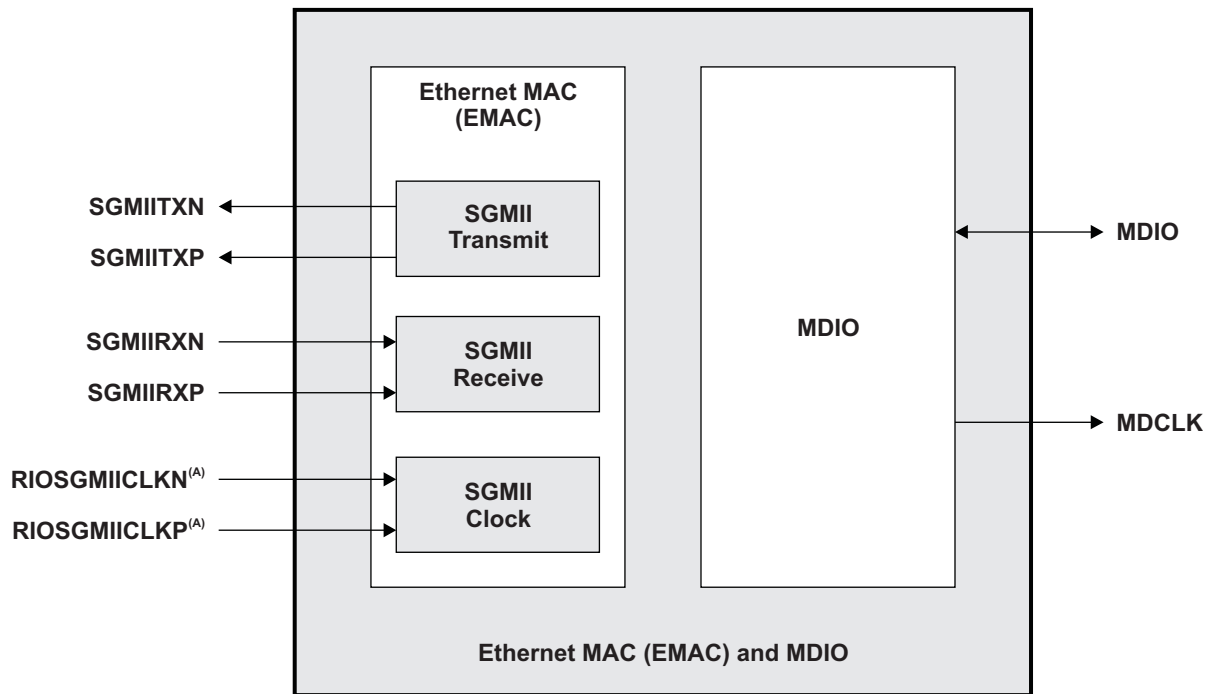 Ethernet MAC
(EMAC)
SGMIITXN
SGMIITXP
SGMII
Transmit
SGMIIRXN
SGMIIRXP
SGMII
Receive
RIOSGMIICLKN(A)
RIOSGMIICLKP(A)
SGMII
Clock
MDIO
MDIO
MDCLK
Ethernet MAC (EMAC) and MDIO